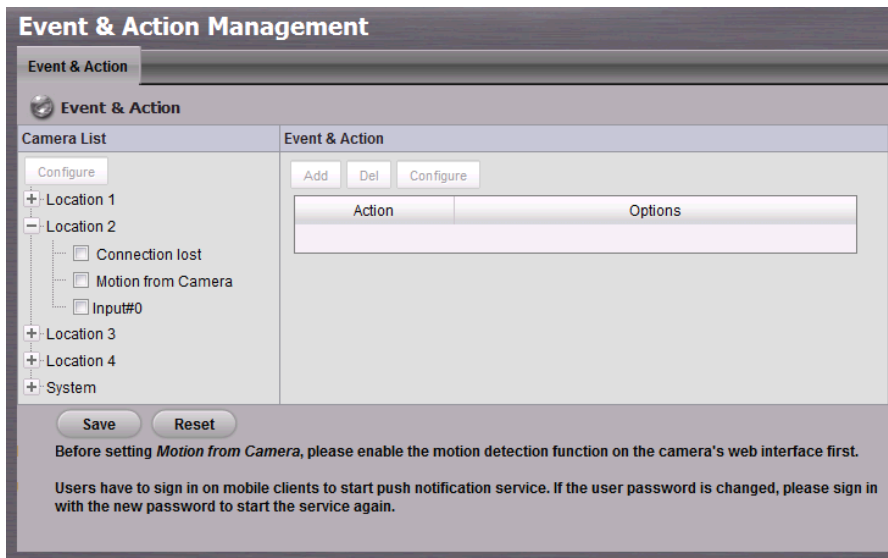 Event & Action Management
Event & Action
Event & Action
Camera List
Event & Action
Configure
Add Del Configure
Location 1
Action Options
Location 2
Connection lost
Motion from Camera
Input#0
Location 3
Location 4
System
Save Reset
Before setting Motion from Camera, please enable the motion detection function on the camera's web interface first.
Users have to sign in on mobile clients to start push notification service. If the user password is changed, please sign in
with the new password to start the service again.